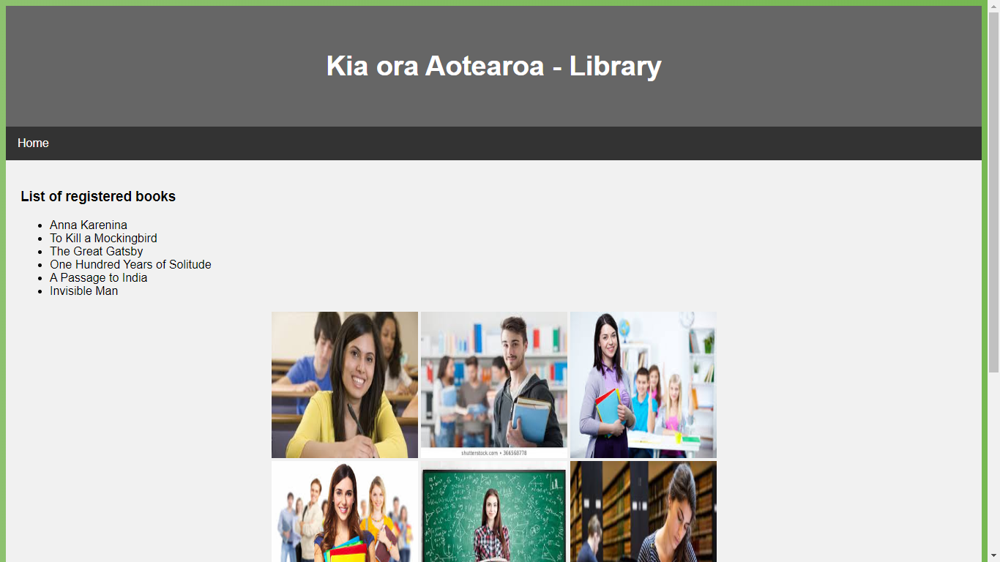 Kia ora Aotearoa - Library
Home
List of registered books
Anna Karenina
To Kill a Mockingbird
The Great Gatsby
One Hundred Years of Solitude
A Passage to India
Invisible Man
shutterstock.com • 366568778